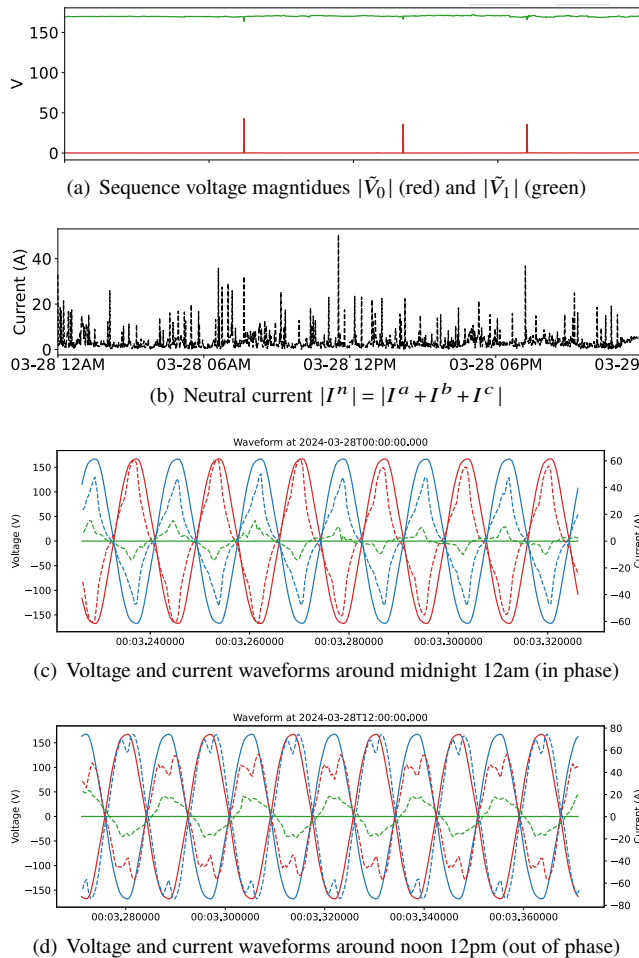 150
100
50
0
V
(a) Sequence voltage magntidues |Ṽ₀| (red) and |Ṽ₁| (green)
40
20
0
Current (A)
03-28 12AM 03-28 06AM 03-28 12PM 03-28 06PM 03-29
(b) Neutral current |Iⁿ| = |Iᵃ + Iᵇ + Iᶜ|
Waveform at 2024-03-28T00:00:00.000
150
100
50
0
−50
−100
−150
Voltage (V)
60
40
20
0
−20
−40
−60
Current (A)
00:03.240000 00:03.260000 00:03.280000 00:03.300000 00:03.320000
(c) Voltage and current waveforms around midnight 12am (in phase)
Waveform at 2024-03-28T12:00:00.000
150
100
50
0
−50
−100
−150
Voltage (V)
80
60
40
20
0
−20
−40
−60
−80
Current (A)
00:03.280000 00:03.300000 00:03.320000 00:03.340000 00:03.360000
(d) Voltage and current waveforms around noon 12pm (out of phase)